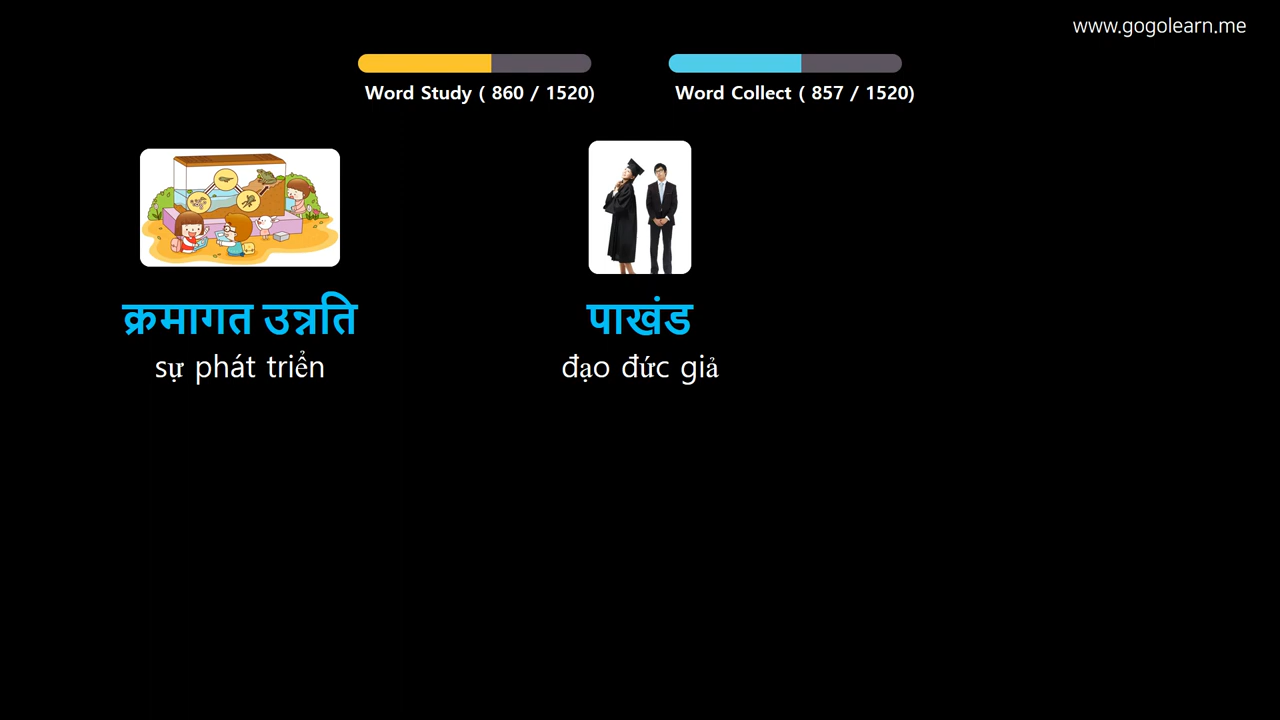 www.gogolearn.me
Word Study ( 860 / 1520)
Word Collect ( 857 / 1520)
क्रमागत उन्नति
sự phát triển
पाखंड
đạo đức giả